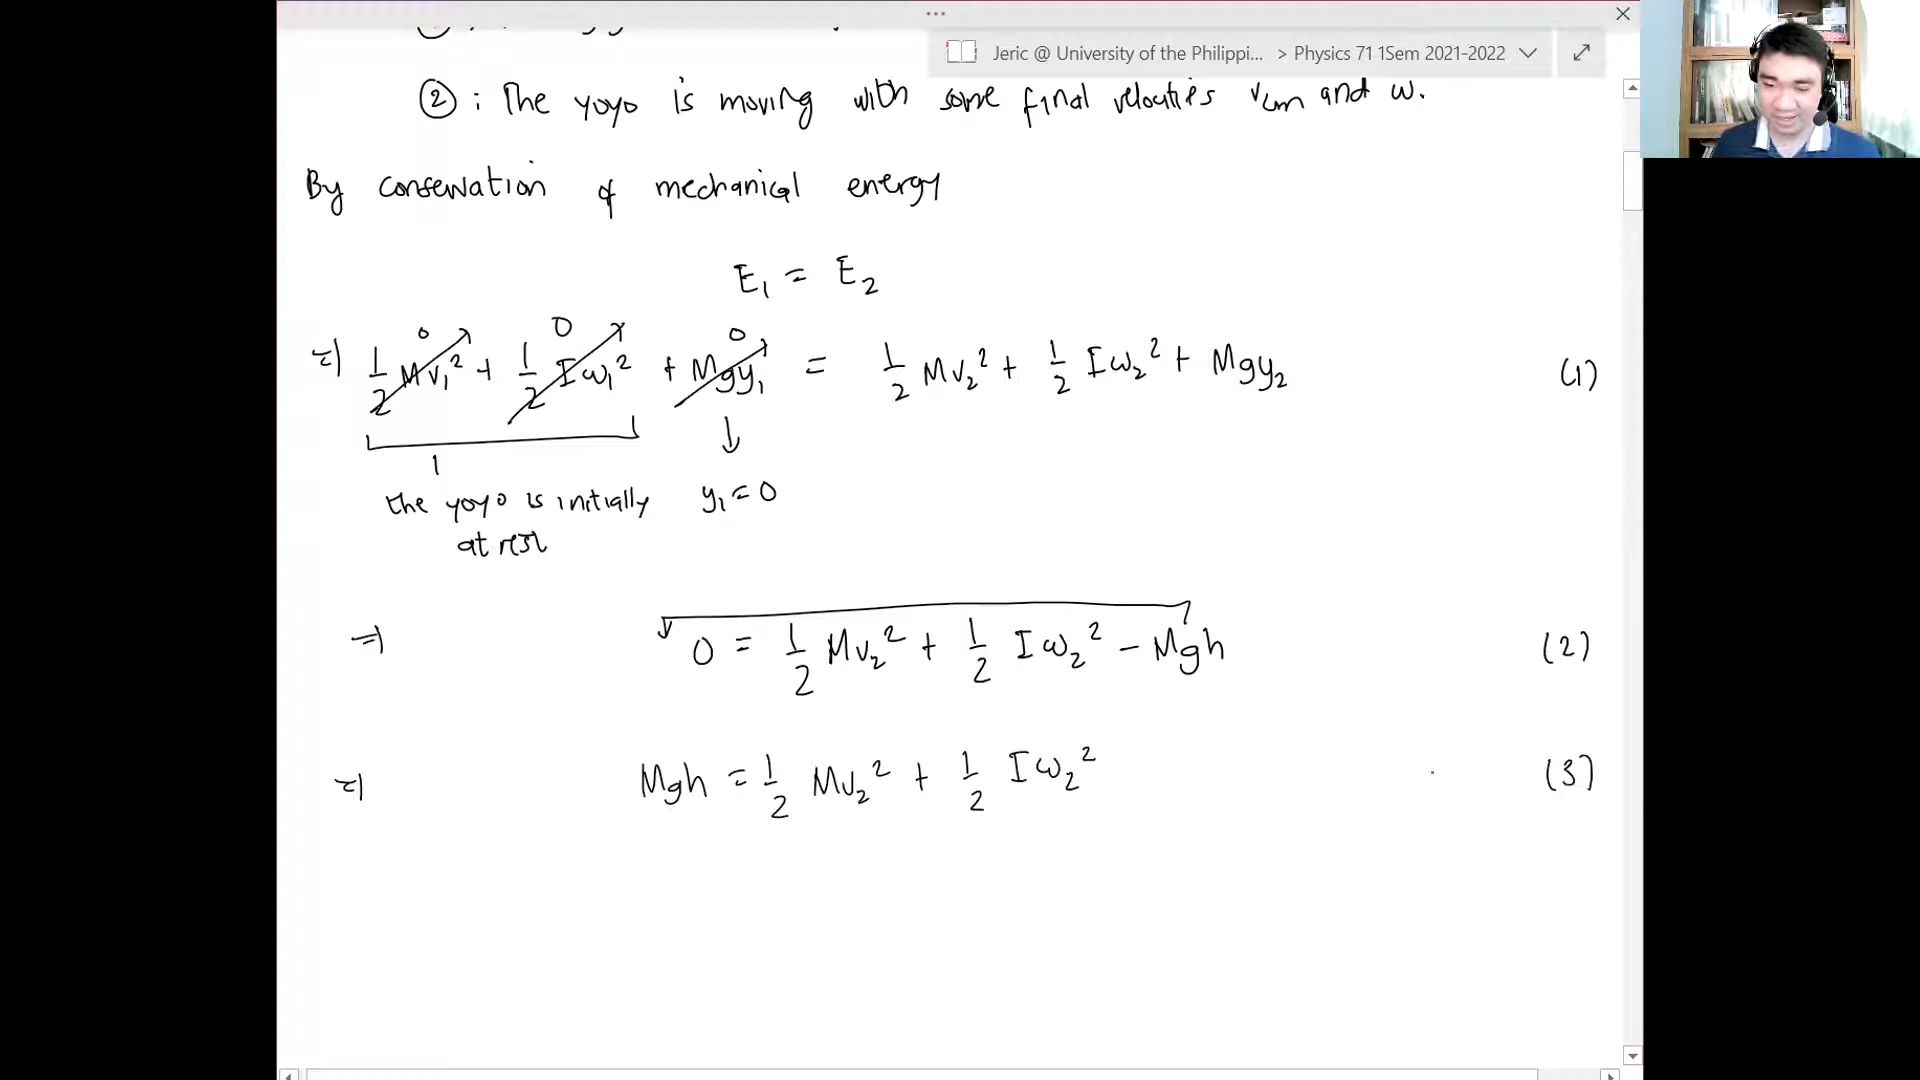 Jeric @ University of the Philippi... > Physics 71 1Sem 2021-2022
② : The yoyo is moving with some final velocities v_cm and ω.
By conservation of mechanical energy
E₁ = E₂
⇒ 1/2 Mv₁² + 1/2 Iω₁² + Mgy₁ = 1/2 Mv₂² + 1/2 Iω₂² + Mgy₂ (1)
0 0 0
the yoyo is initially at rest
y₁ = 0
⇒ 0 = 1/2 Mv₂² + 1/2 Iω₂² - Mgh (2)
⇒ Mgh = 1/2 Mv₂² + 1/2 Iω₂² (3)